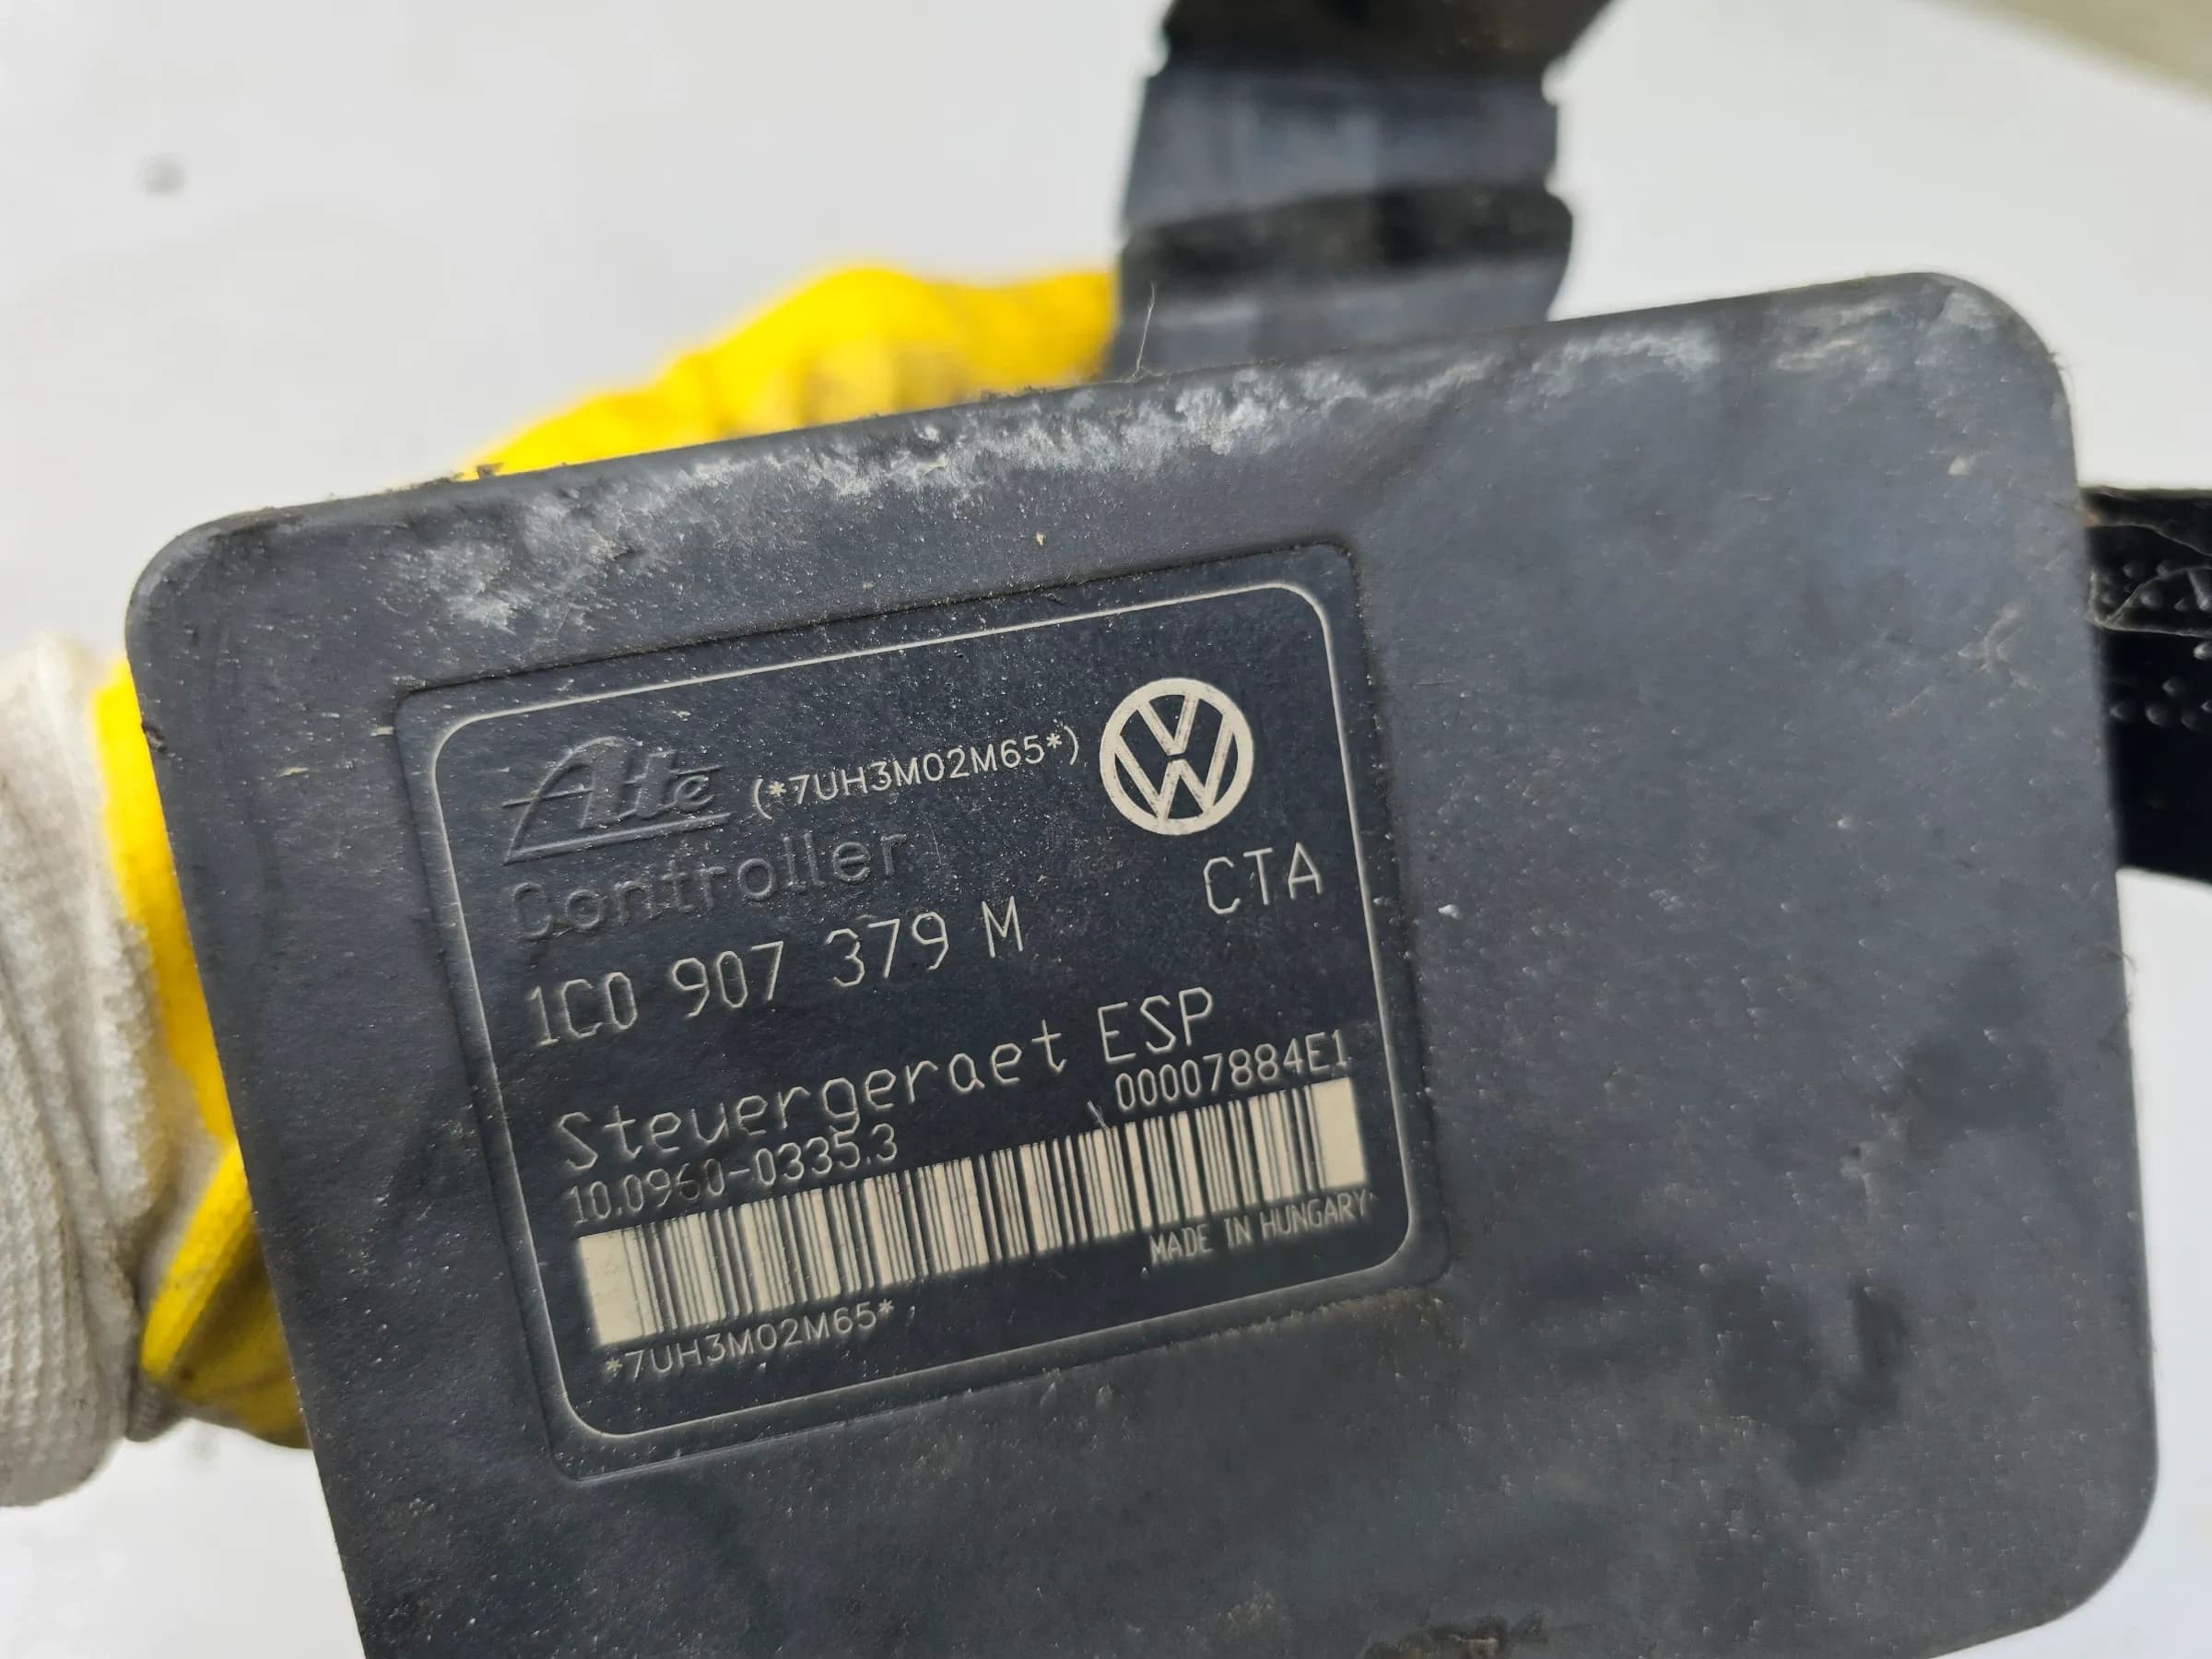 Ate (*7UH3M02M65*)
Controller
CTA
1C0 907 379 M
Steuergeraet ESP
10.0960-0335.3 00007884E1
MADE IN HUNGARY
*7UH3M02M65*